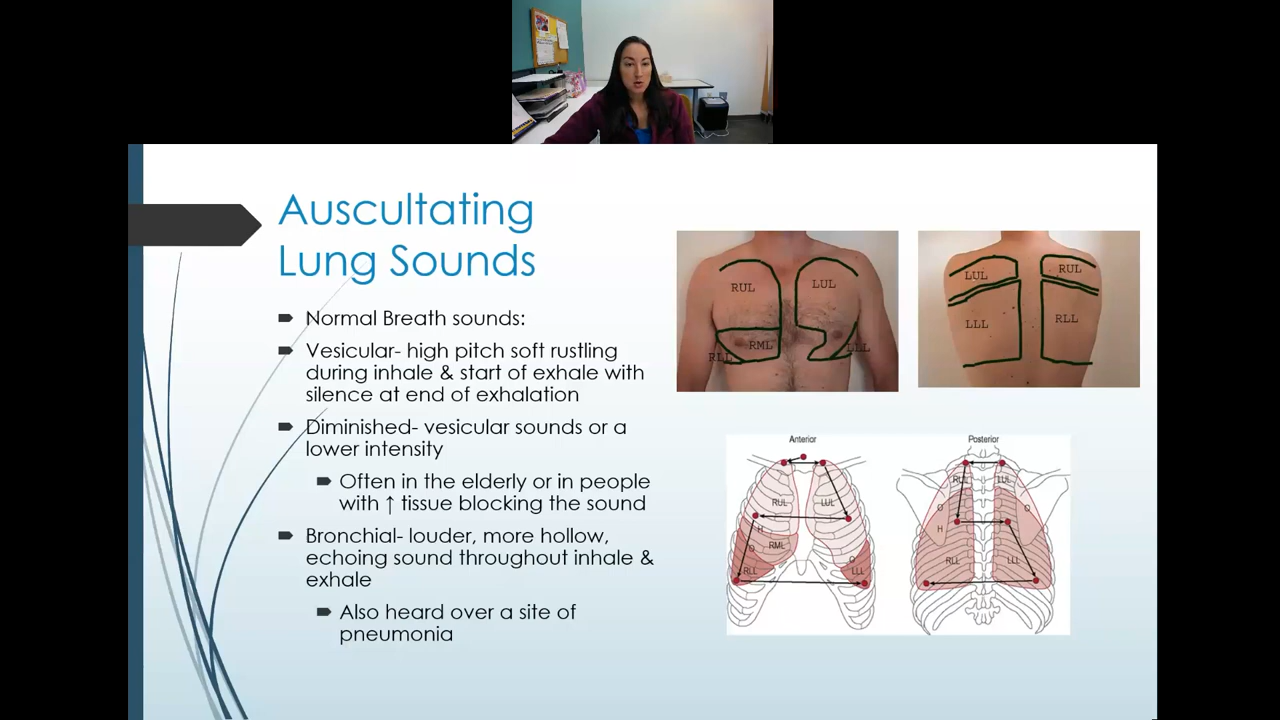 Auscultating
Lung Sounds
Normal Breath sounds:
Vesicular- high pitch soft rustling
during inhale & start of exhale with
silence at end of exhalation
Diminished- vesicular sounds or a
lower intensity
Often in the elderly or in people
with ↑ tissue blocking the sound
Bronchial- louder, more hollow,
echoing sound throughout inhale &
exhale
Also heard over a site of
pneumonia
RUL LUL
RML
RLL LLL
LUL RUL
LLL RLL
Anterior
RUL LUL
H
O RML O
RLL LLL
Posterior
RUL LUL
O O
H
RLL LLL